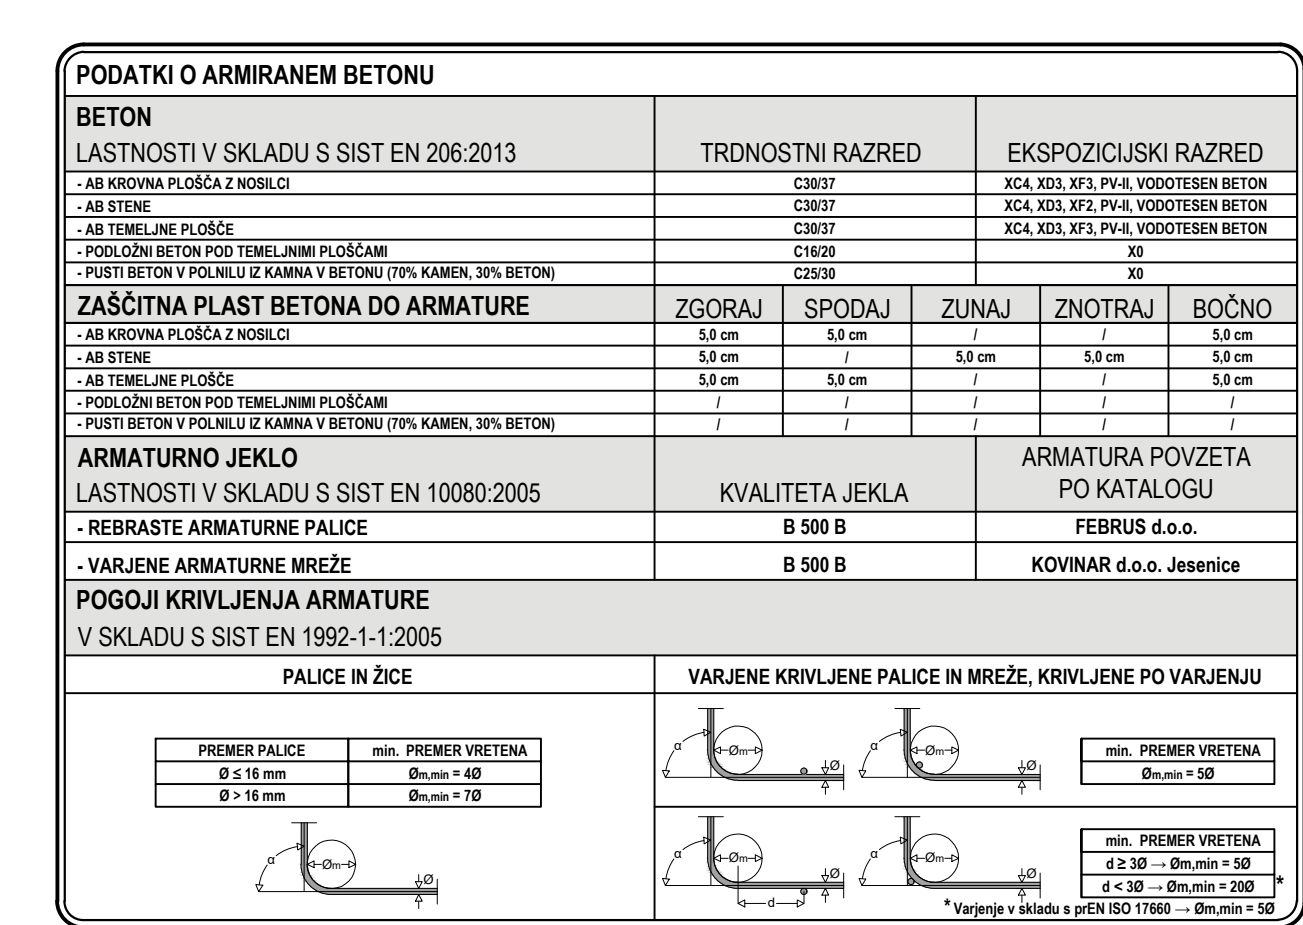 PODATKI O ARMIRANEM BETONU
BETON
LASTNOSTI V SKLADU S SIST EN 206:2013 TRDNOSTNI RAZRED EKSPOZICIJSKI RAZRED
- AB KROVNA PLOŠČA Z NOSILCI C30/37 XC4, XD3, XF3, PV-II, VODOTESEN BETON
- AB STENE C30/37 XC4, XD3, XF2, PV-II, VODOTESEN BETON
- AB TEMELJNE PLOŠČE C30/37 XC4, XD3, XF3, PV-II, VODOTESEN BETON
- PODLOŽNI BETON POD TEMELJNIMI PLOŠČAMI C16/20 X0
- PUSTI BETON V POLNILU IZ KAMNA V BETONU (70% KAMEN, 30% BETON) C25/30 X0
ZAŠČITNA PLAST BETONA DO ARMATURE ZGORAJ SPODAJ ZUNAJ ZNOTRAJ BOČNO
- AB KROVNA PLOŠČA Z NOSILCI 5,0 cm 5,0 cm / / 5,0 cm
- AB STENE 5,0 cm / 5,0 cm 5,0 cm 5,0 cm
- AB TEMELJNE PLOŠČE 5,0 cm 5,0 cm / / 5,0 cm
- PODLOŽNI BETON POD TEMELJNIMI PLOŠČAMI / / / / /
- PUSTI BETON V POLNILU IZ KAMNA V BETONU (70% KAMEN, 30% BETON) / / / / /
ARMATURNO JEKLO
LASTNOSTI V SKLADU S SIST EN 10080:2005 KVALITETA JEKLA
ARMATURA POVZETA
PO KATALOGU
- REBRASTE ARMATURNE PALICE B 500 B FEBRUS d.o.o.
- VARJENE ARMATURNE MREŽE B 500 B KOVINAR d.o.o. Jesenice
POGOJI KRIVLJENJA ARMATURE
V SKLADU S SIST EN 1992-1-1:2005
PALICE IN ŽICE
PREMER PALICE min. PREMER VRETENA
Ø ≤ 16 mm Øm,min = 4Ø
Ø > 16 mm Øm,min = 7Ø
α Øm Ø
VARJENE KRIVLJENE PALICE IN MREŽE, KRIVLJENE PO VARJENJU
α Øm Ø
α Øm Ø
min. PREMER VRETENA
Øm,min = 5Ø
α Øm Ø
d
α Øm Ø
min. PREMER VRETENA
d ≥ 3Ø → Øm,min = 5Ø
d < 3Ø → Øm,min = 20Ø *
* Varjenje v skladu s prEN ISO 17660 → Øm,min = 5Ø